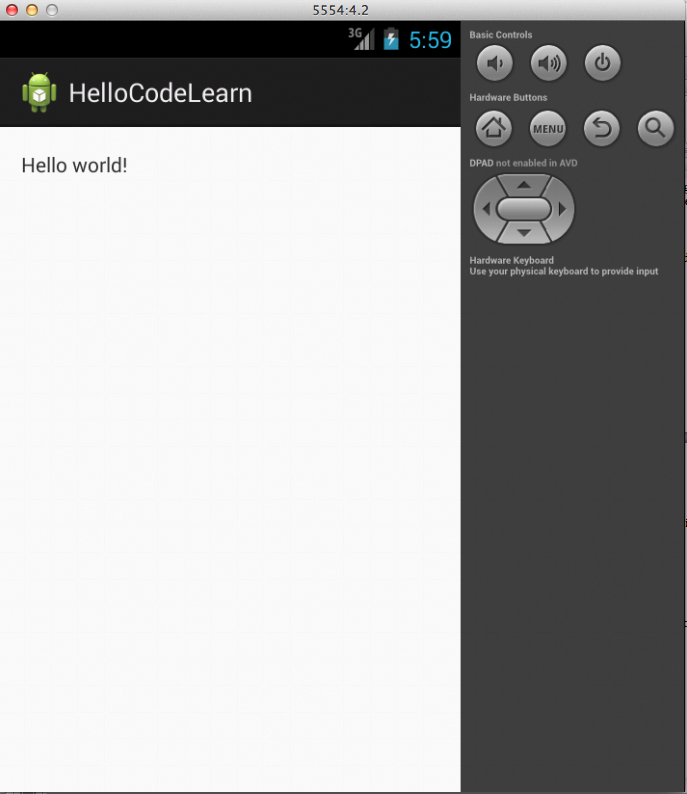 5554:4.2
3G
5:59
HelloCodeLearn
Hello world!
Basic Controls
Hardware Buttons
MENU
DPAD not enabled in AVD
Hardware Keyboard
Use your physical keyboard to provide input